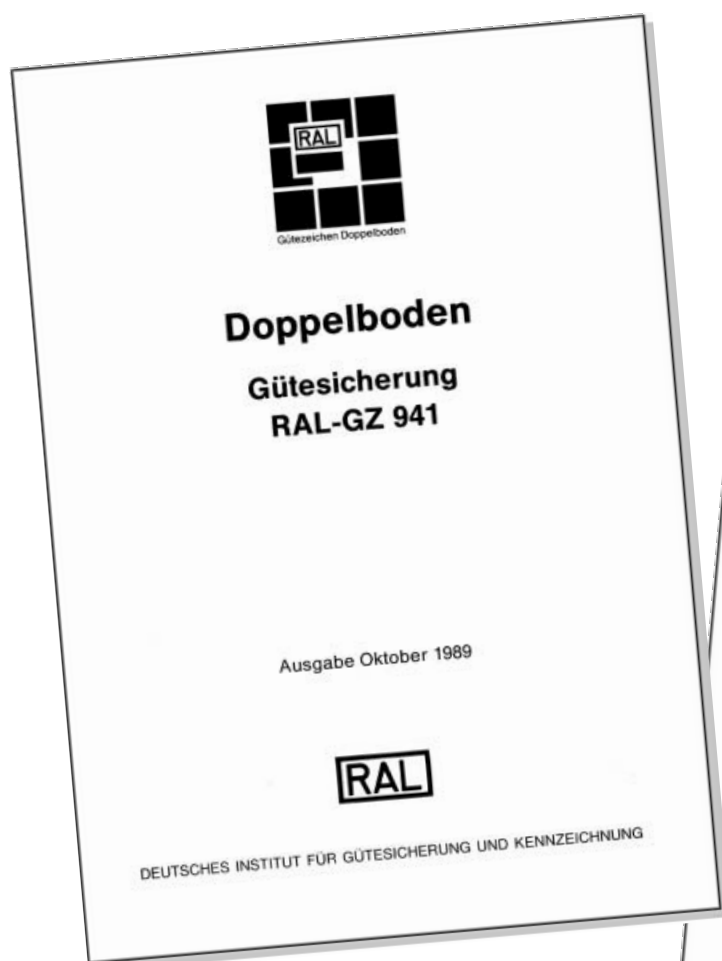 RAL
Gütezeichen Doppelboden
Doppelboden
Gütesicherung
RAL-GZ 941
Ausgabe Oktober 1989
RAL
DEUTSCHES INSTITUT FÜR GÜTESICHERUNG UND KENNZEICHNUNG